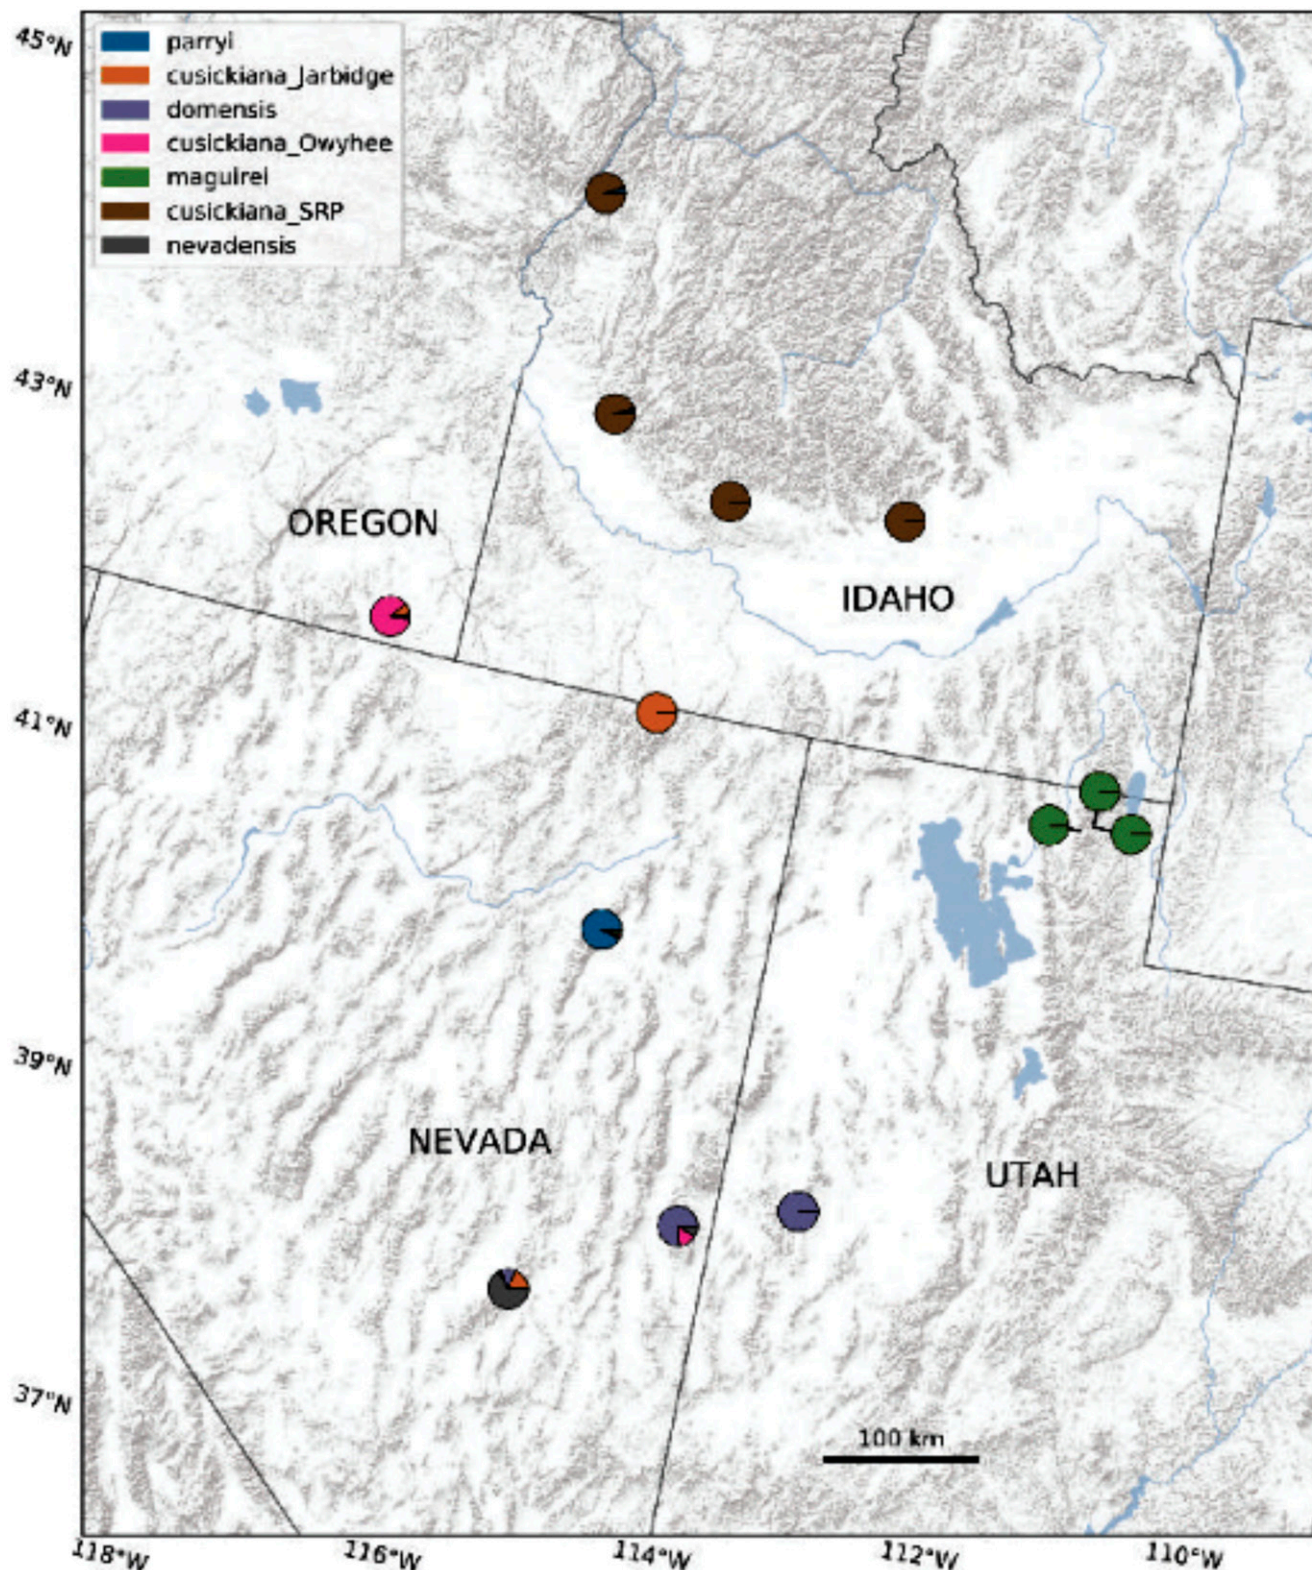 45°N
parryi
cusickiana_Jarbidge
domensis
cusickiana_Owyhee
maguirei
cusickiana_SRP
nevadensis
43°N
OREGON
IDAHO
41°N
39°N
NEVADA
UTAH
37°N
100 km
118°W 116°W 114°W 112°W 110°W